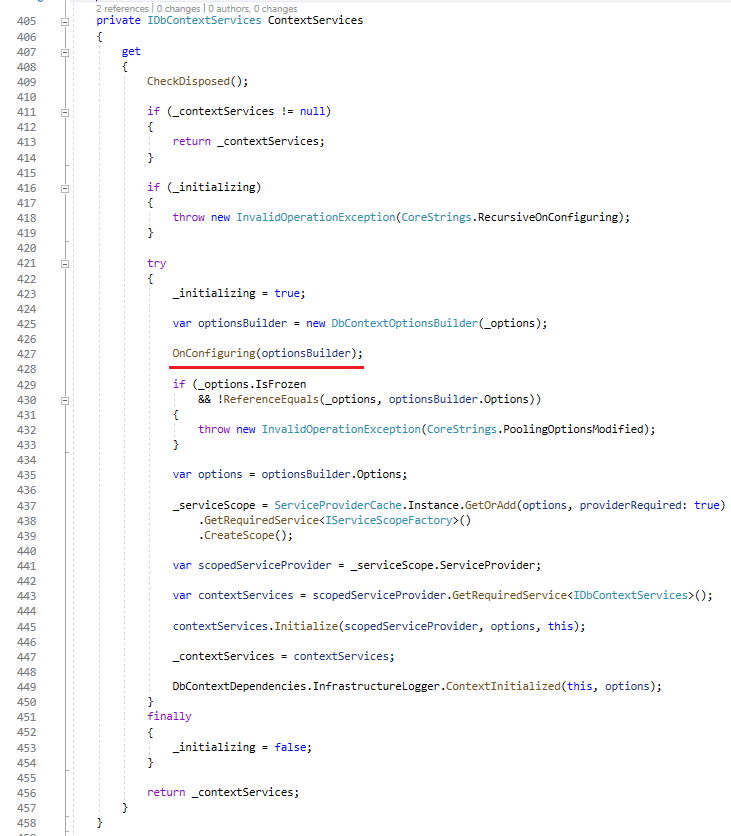 2 references | 0 changes | 0 authors, 0 changes
405 private IDbContextServices ContextServices
406 {
407 get
408 {
409 CheckDisposed();
410
411 if (_contextServices != null)
412 {
413 return _contextServices;
414 }
415
416 if (_initializing)
417 {
418 throw new InvalidOperationException(CoreStrings.RecursiveOnConfiguring);
419 }
420
421 try
422 {
423 _initializing = true;
424
425 var optionsBuilder = new DbContextOptionsBuilder(_options);
426
427 OnConfiguring(optionsBuilder);
428
429 if (_options.IsFrozen
430 && !ReferenceEquals(_options, optionsBuilder.Options))
431 {
432 throw new InvalidOperationException(CoreStrings.PoolingOptionsModified);
433 }
434
435 var options = optionsBuilder.Options;
436
437 _serviceScope = ServiceProviderCache.Instance.GetOrAdd(options, providerRequired: true)
438 .GetRequiredService<IServiceScopeFactory>()
439 .CreateScope();
440
441 var scopedServiceProvider = _serviceScope.ServiceProvider;
442
443 var contextServices = scopedServiceProvider.GetRequiredService<IDbContextServices>();
444
445 contextServices.Initialize(scopedServiceProvider, options, this);
446
447 _contextServices = contextServices;
448
449 DbContextDependencies.InfrastructureLogger.ContextInitialized(this, options);
450 }
451 finally
452 {
453 _initializing = false;
454 }
455
456 return _contextServices;
457 }
458 }